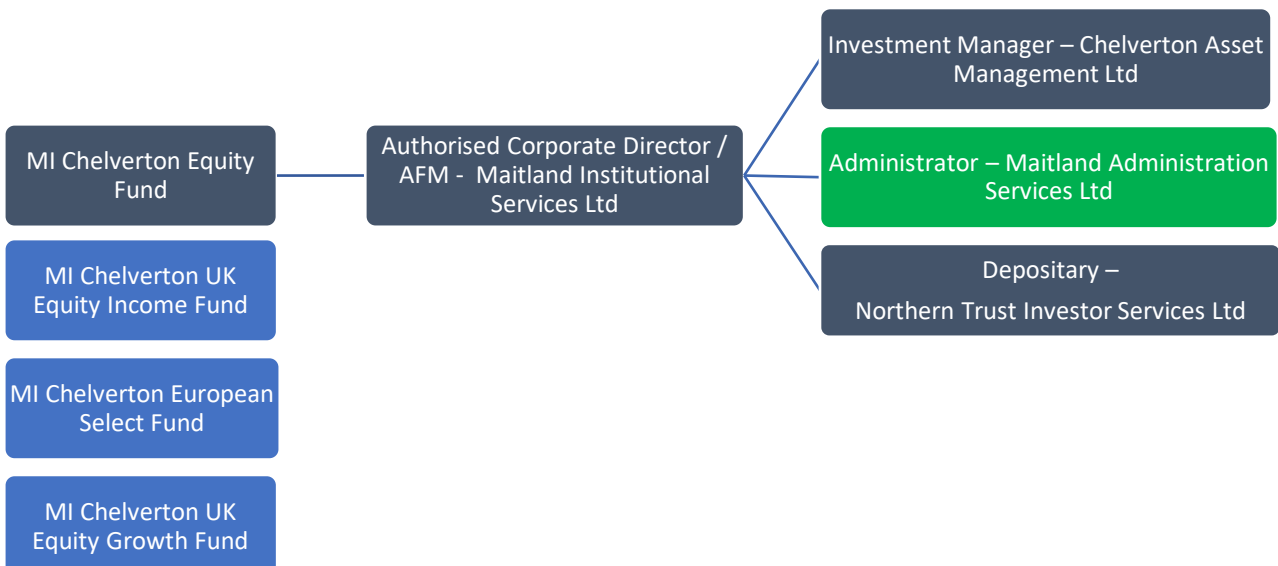 MI Chelverton Equity
Fund
MI Chelverton UK
Equity Income Fund
MI Chelverton European
Select Fund
MI Chelverton UK
Equity Growth Fund
Authorised Corporate Director /
AFM - Maitland Institutional
Services Ltd
Investment Manager – Chelverton Asset
Management Ltd
Administrator – Maitland Administration
Services Ltd
Depositary –
Northern Trust Investor Services Ltd